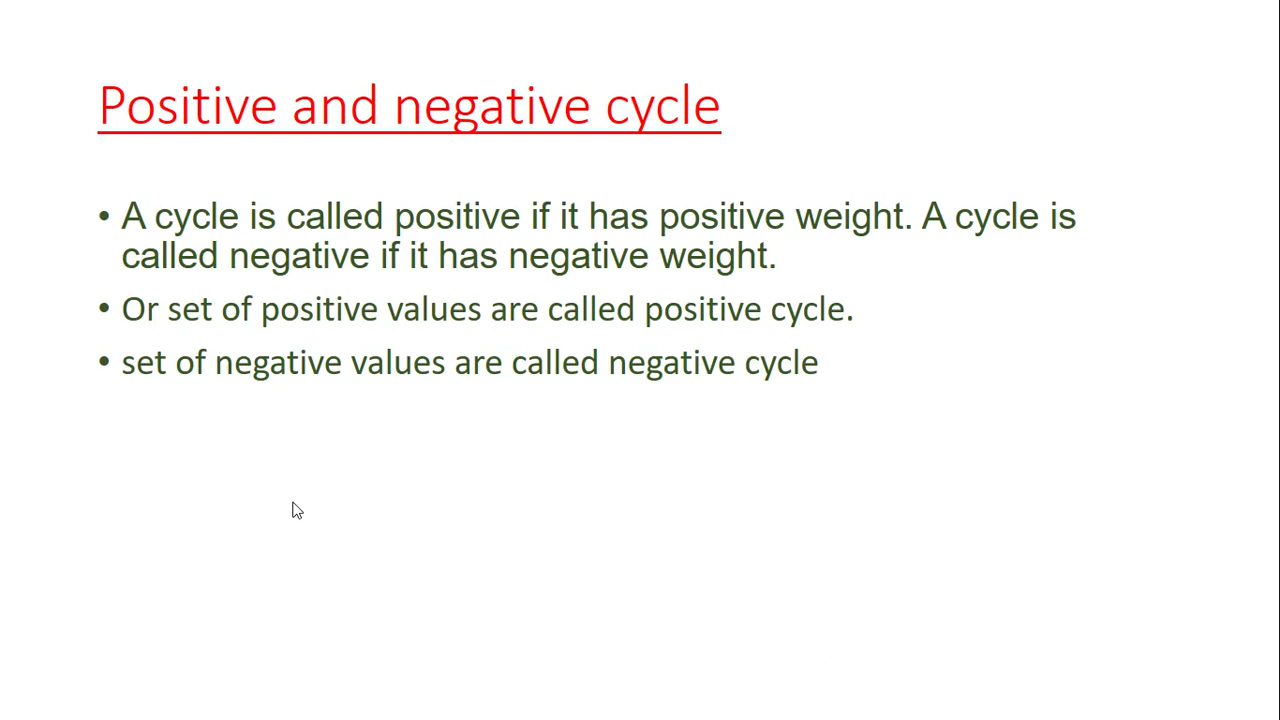 Positive and negative cycle
• A cycle is called positive if it has positive weight. A cycle is
called negative if it has negative weight.
• Or set of positive values are called positive cycle.
• set of negative values are called negative cycle